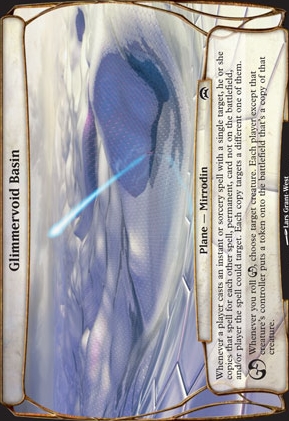 Glimmervoid Basin
Plane — Mirrodin
Whenever a player casts an instant or sorcery spell with a single target, he or she
copies that spell for each other spell, permanent, card not on the battlefield,
and/or player the spell could target. Each copy targets a different one of them.
Whenever you roll , choose target creature. Each player except that
creature's controller puts a token onto the battlefield that's a copy of that
creature.
Lars Grant-West